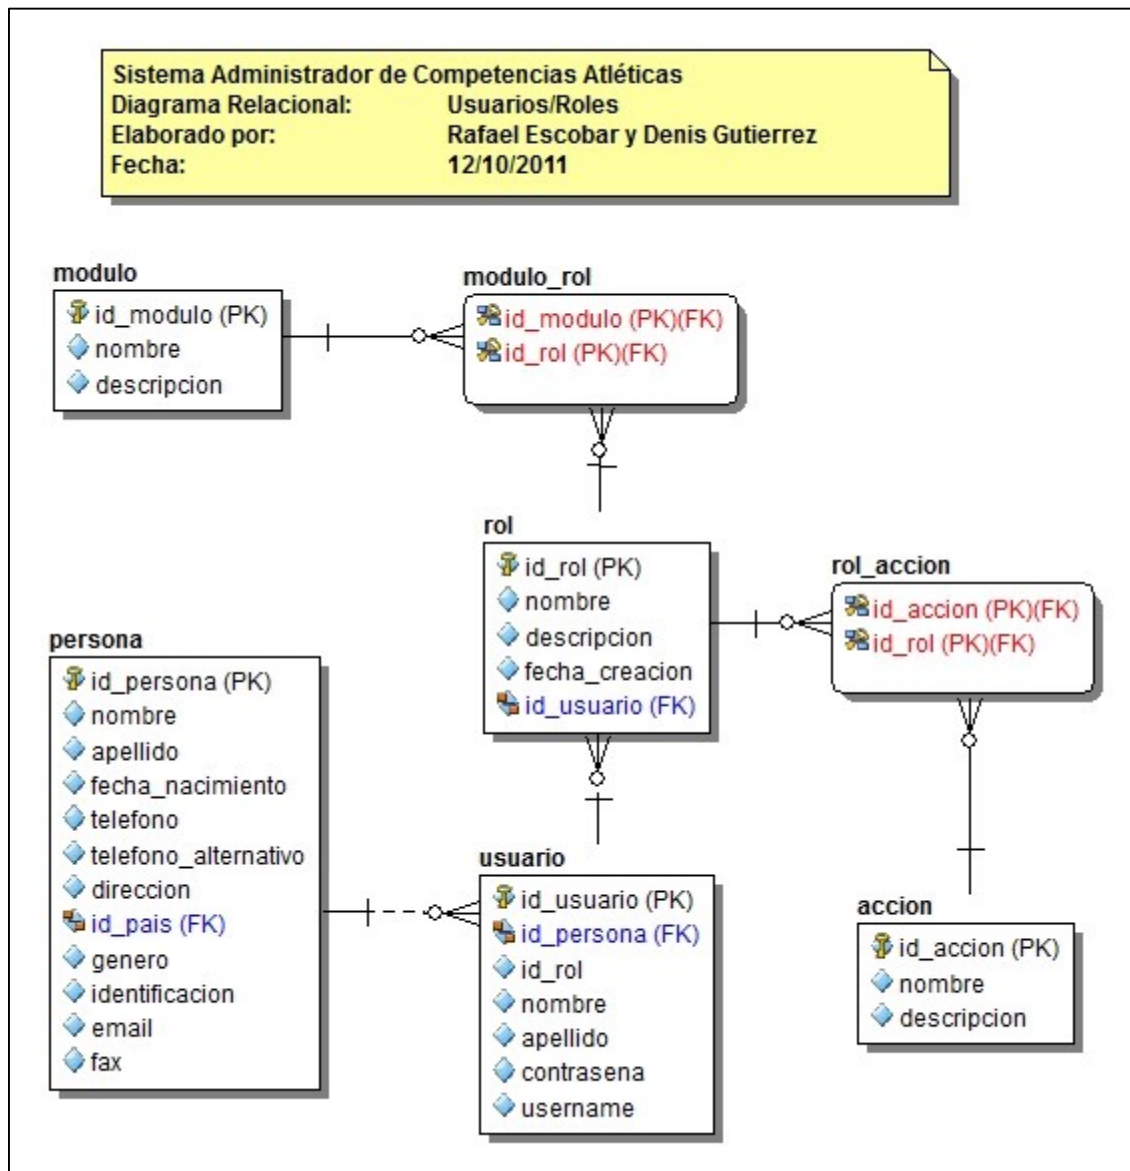 Sistema Administrador de Competencias Atléticas
Diagrama Relacional: Usuarios/Roles
Elaborado por: Rafael Escobar y Denis Gutierrez
Fecha: 12/10/2011
modulo
id_modulo (PK)
nombre
descripcion
modulo_rol
id_modulo (PK)(FK)
id_rol (PK)(FK)
rol
id_rol (PK)
nombre
descripcion
fecha_creacion
id_usuario (FK)
rol_accion
id_accion (PK)(FK)
id_rol (PK)(FK)
persona
id_persona (PK)
nombre
apellido
fecha_nacimiento
telefono
telefono_alternativo
direccion
id_pais (FK)
genero
identificacion
email
fax
usuario
id_usuario (PK)
id_persona (FK)
id_rol
nombre
apellido
contrasena
username
accion
id_accion (PK)
nombre
descripcion